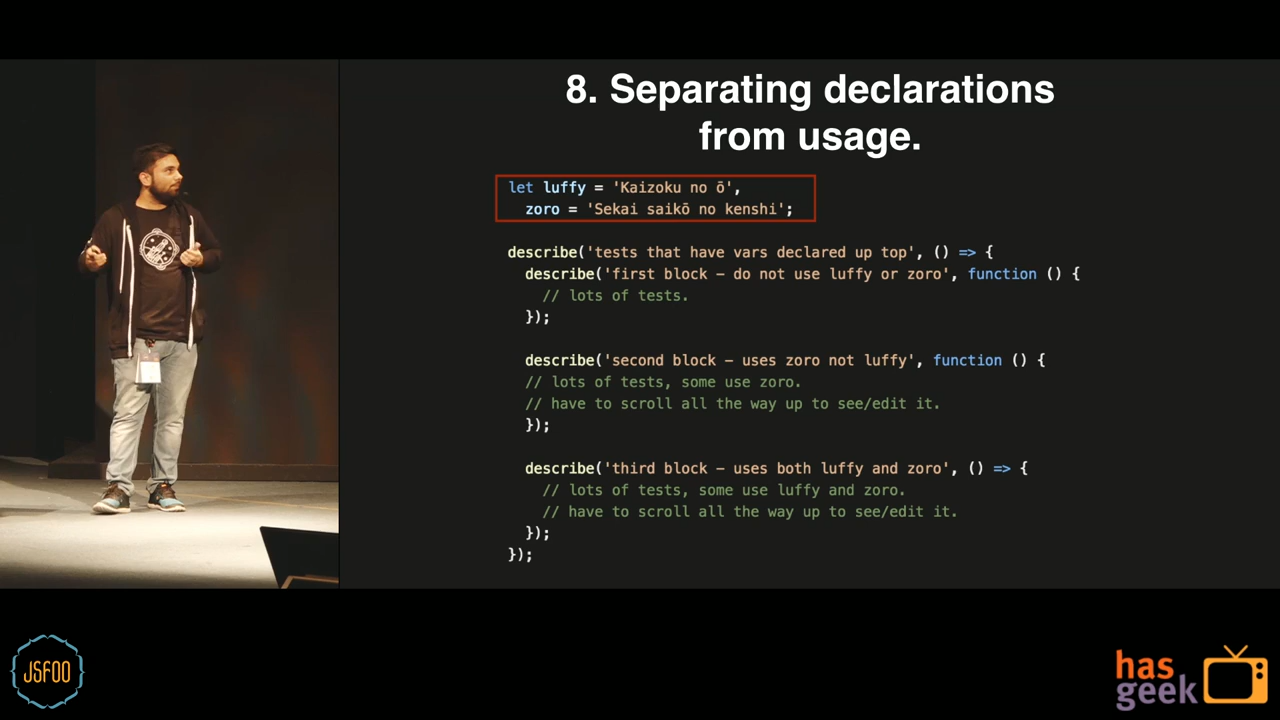 8. Separating declarations
from usage.
let luffy = 'Kaizoku no ō',
zoro = 'Sekai saikō no kenshi';
describe('tests that have vars declared up top', () => {
describe('first block – do not use luffy or zoro', function () {
// lots of tests.
});
describe('second block – uses zoro not luffy', function () {
// lots of tests, some use zoro.
// have to scroll all the way up to see/edit it.
});
describe('third block – uses both luffy and zoro', () => {
// lots of tests, some use luffy and zoro.
// have to scroll all the way up to see/edit it.
});
});
JSFOO
has
geek